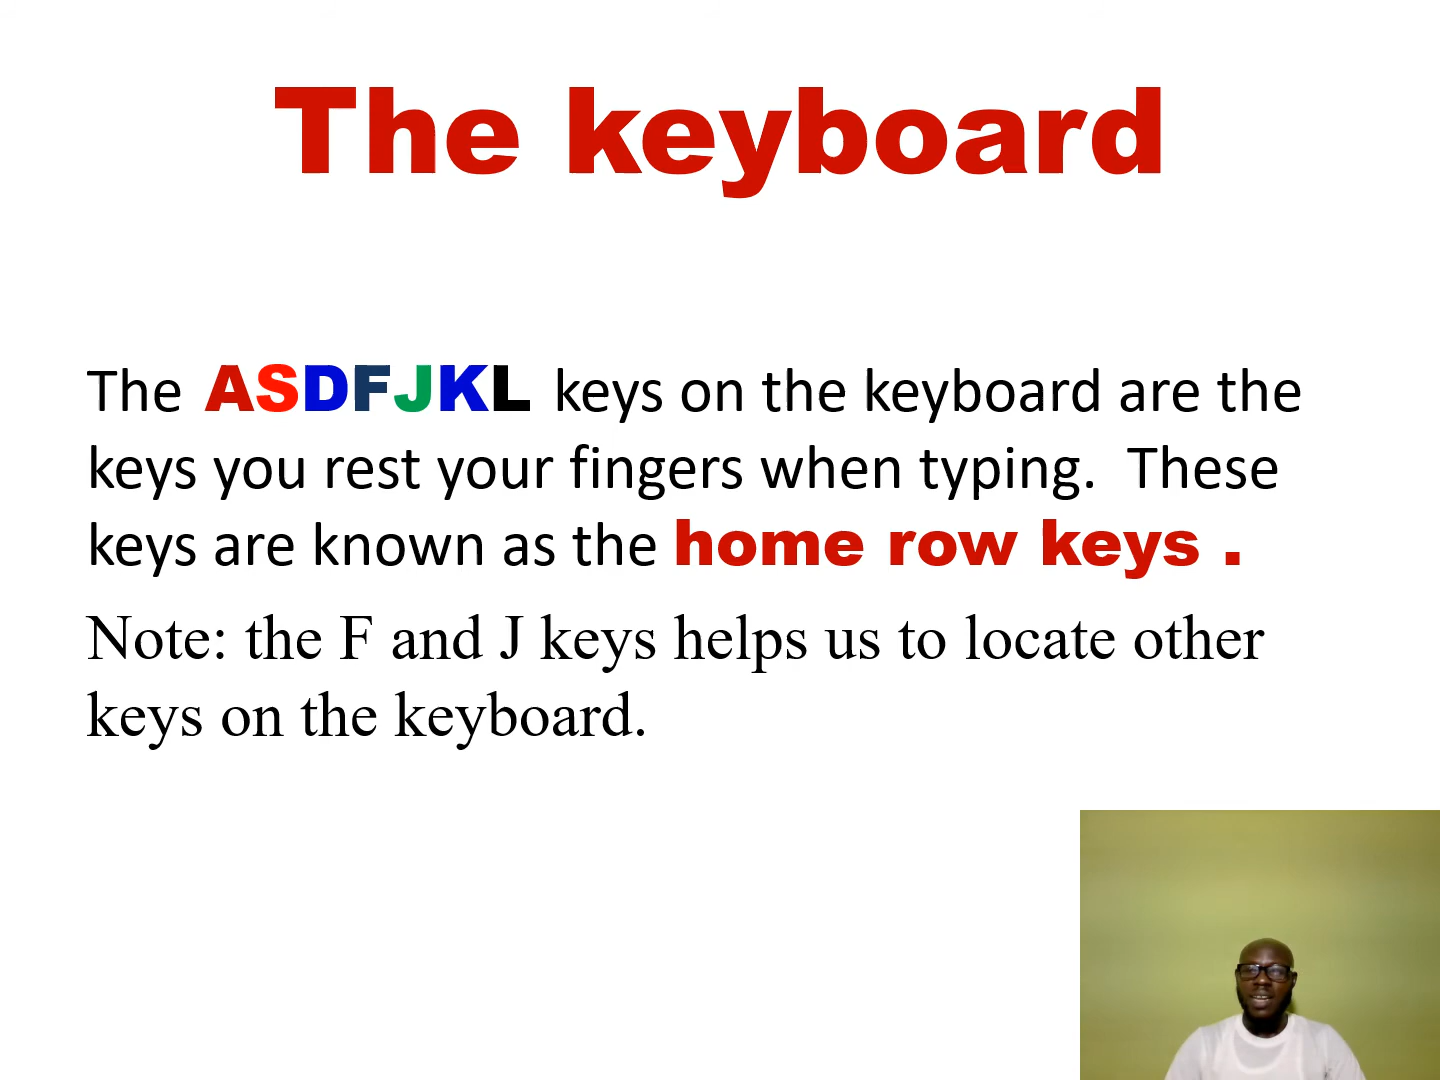 The keyboard
The ASDFJKL keys on the keyboard are the
keys you rest your fingers when typing. These
keys are known as the home row keys .
Note: the F and J keys helps us to locate other
keys on the keyboard.